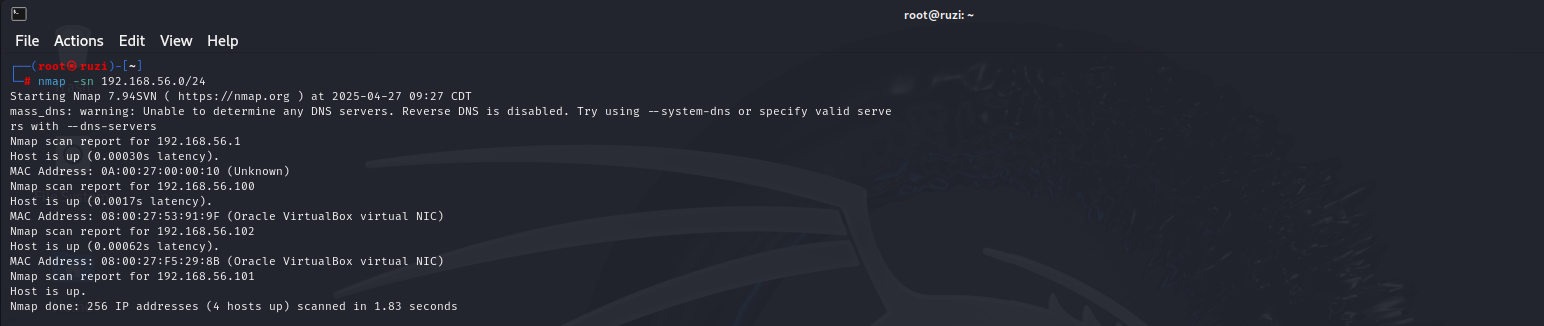 root@ruzi: ~
File Actions Edit View Help
┌──(root㉿ruzi)-[~]
└─# nmap -sn 192.168.56.0/24
Starting Nmap 7.94SVN ( https://nmap.org ) at 2025-04-27 09:27 CDT
mass_dns: warning: Unable to determine any DNS servers. Reverse DNS is disabled. Try using --system-dns or specify valid serve
rs with --dns-servers
Nmap scan report for 192.168.56.1
Host is up (0.00030s latency).
MAC Address: 0A:00:27:00:00:10 (Unknown)
Nmap scan report for 192.168.56.100
Host is up (0.0017s latency).
MAC Address: 08:00:27:53:91:9F (Oracle VirtualBox virtual NIC)
Nmap scan report for 192.168.56.102
Host is up (0.00062s latency).
MAC Address: 08:00:27:F5:29:8B (Oracle VirtualBox virtual NIC)
Nmap scan report for 192.168.56.101
Host is up.
Nmap done: 256 IP addresses (4 hosts up) scanned in 1.83 seconds